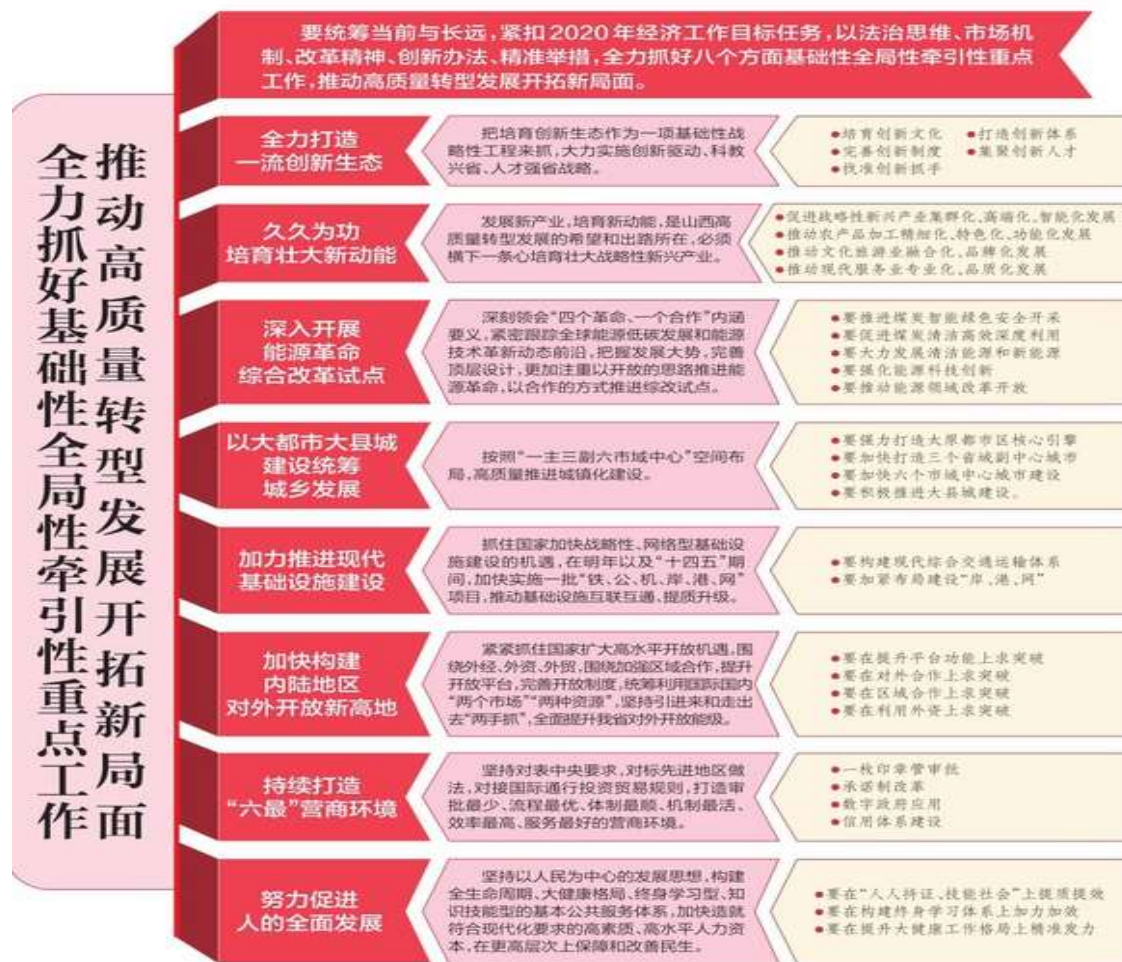 全力抓好基础性全局性牵引性重点工作
推动高质量转型发展开拓新局面
要统筹当前与长远，紧扣2020年经济工作目标任务，以法治思维、市场机
制、改革精神、创新办法、精准举措，全力抓好八个方面基础性全局性牵引性重点
工作，推动高质量转型发展开拓新局面。
全力打造
一流创新生态
把培育创新生态作为一项基础性战
略性工程来抓，大力实施创新驱动、科教
兴省、人才强省战略。
●培育创新文化 ●打造创新体系
●完善创新制度 ●集聚创新人才
●找准创新抓手
久久为功
培育壮大新动能
发展新产业，培育新动能，是山西高
质量转型发展的希望和出路所在，必须
横下一条心培育壮大战略性新兴产业。
●促进战略性新兴产业集群化、高端化、智能化发展
●推动农产品加工精细化、特色化、功能化发展
●推动文化旅游业融合化、品牌化发展
●推动现代服务业专业化、品质化发展
深入开展
能源革命
综合改革试点
深刻领会“四个革命、一个合作”内涵
要义，紧密跟踪全球能源低碳发展和能源
技术革新动态前沿，把握发展大势，完善
顶层设计，更加注重以开放的思路推进能
源革命，以合作的方式推进综改试点。
●要推进煤炭智能绿色安全开采
●要促进煤炭清洁高效深度利用
●要大力发展清洁能源和新能源
●要强化能源科技创新
●要推动能源领域改革开放
以大都市大县城
建设统筹
城乡发展
按照“一主三副六市域中心”空间布
局，高质量推进城镇化建设。
●要强力打造太原都市区核心引擎
●要加快打造三个省域副中心城市
●要加快六个市域中心城市建设
●要积极推进大县城建设。
加力推进现代
基础设施建设
抓住国家加快战略性、网络型基础设
施建设的机遇，在明年以及“十四五”期
间，加快实施一批“铁、公、机、岸、港、网”
项目，推动基础设施互联互通、提质升级。
●要构建现代综合交通运输体系
●要加紧布局建设“岸、港、网”
加快构建
内陆地区
对外开放新高地
紧紧抓住国家扩大高水平开放机遇，围
绕外经、外资、外贸，围绕加强区域合作，提升
开放平台，完善开放制度，统筹利用国际国内
“两个市场”“两种资源”，坚持引进来和走出
去“两手抓”，全面提升我省对外开放能级。
●要在提升平台功能上求突破
●要在对外合作上求突破
●要在区域合作上求突破
●要在利用外资上求突破
持续打造
“六最”营商环境
坚持对表中央要求，对标先进地区做
法，对接国际通行投资贸易规则，打造审
批最少、流程最优、体制最顺、机制最活、
效率最高、服务最好的营商环境。
●一枚印章管审批
●承诺制改革
●数字政府应用
●信用体系建设
努力促进
人的全面发展
坚持以人民为中心的发展思想，构建
全生命周期、大健康格局、终身学习型、知
识技能型的基本公共服务体系，加快造就
符合现代化要求的高素质、高水平人力资
本，在更高层次上保障和改善民生。
●要在“人人持证、技能社会”上提质提效
●要在构建终身学习体系上加力加效
●要在提升大健康工作格局上精准发力